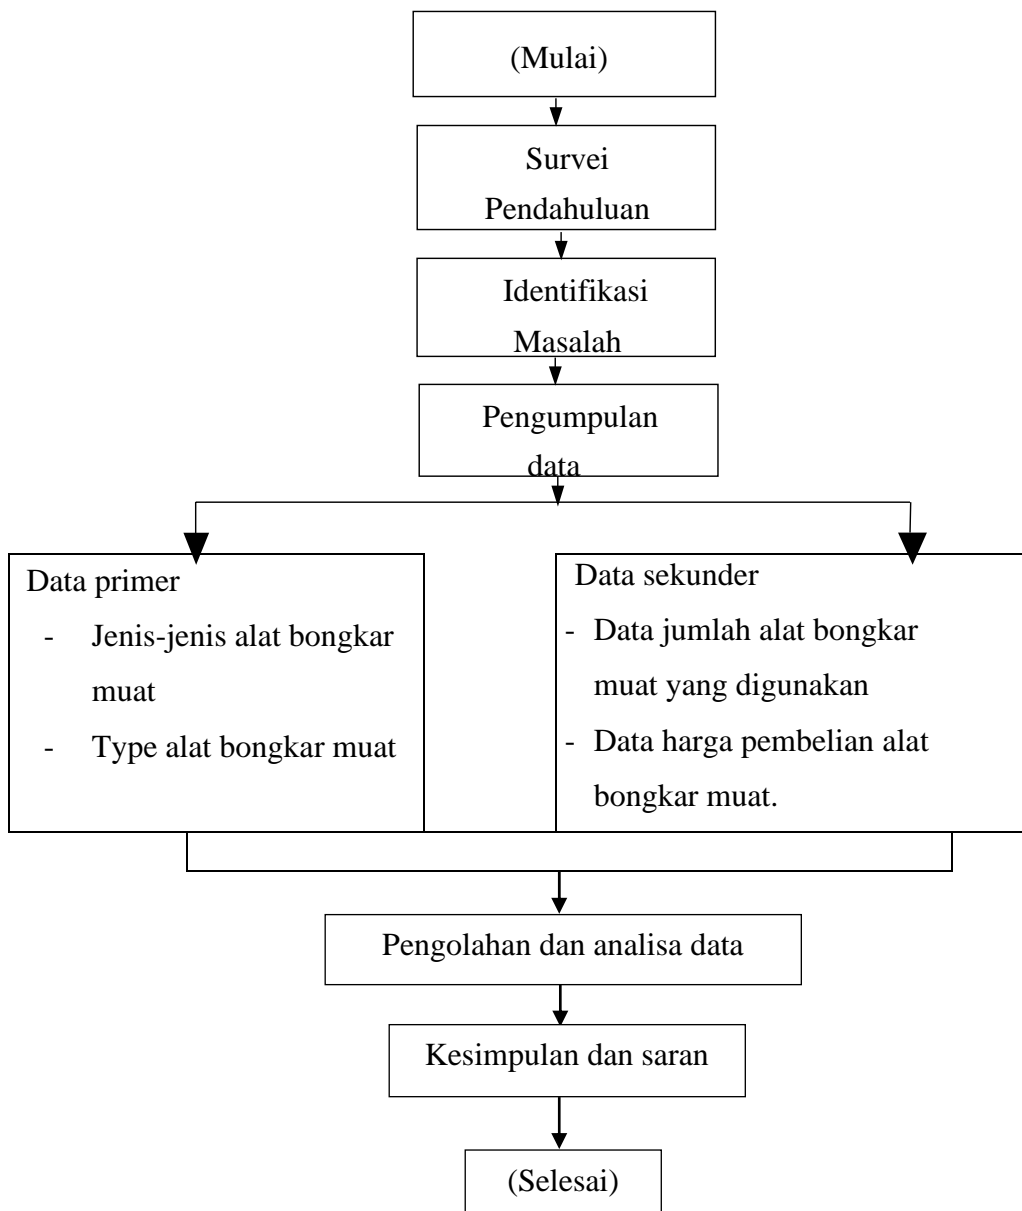 (Mulai)
Survei
Pendahuluan
Identifikasi
Masalah
Pengumpulan
data
Data primer
- Jenis-jenis alat bongkar
muat
- Type alat bongkar muat
Data sekunder
- Data jumlah alat bongkar
muat yang digunakan
- Data harga pembelian alat
bongkar muat.
Pengolahan dan analisa data
Kesimpulan dan saran
(Selesai)